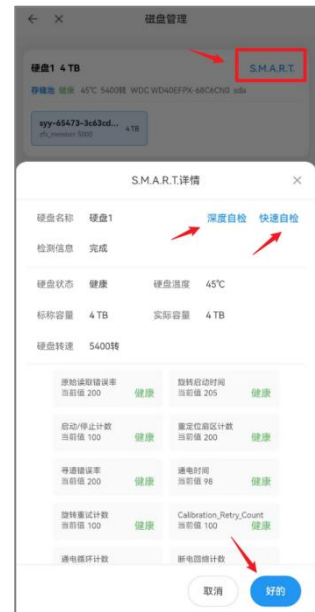 磁盘管理
硬盘1 4 TB
S.M.A.R.T.
存储池 健康 45℃ 5400转 WDC WD40EFPX-68C6CN0 sda
syy-65473-3c63cd...
zfs_member 5000
4 TB
S.M.A.R.T.详情
硬盘名称 硬盘1 深度自检 快速自检
检测信息 完成
硬盘状态 健康 硬盘温度 45℃
标称容量 4 TB 实际容量 4 TB
硬盘转速 5400转
原始读取错误率
当前值 200 健康
旋转启动时间
当前值 205 健康
启动/停止计数
当前值 100 健康
重定位扇区计数
当前值 200 健康
寻道错误率
当前值 200 健康
通电时间
当前值 98 健康
旋转重试计数
当前值 100 健康
Calibration_Retry_Count
当前值 100 健康
通电循环计数
断电回缩计数
取消 好的